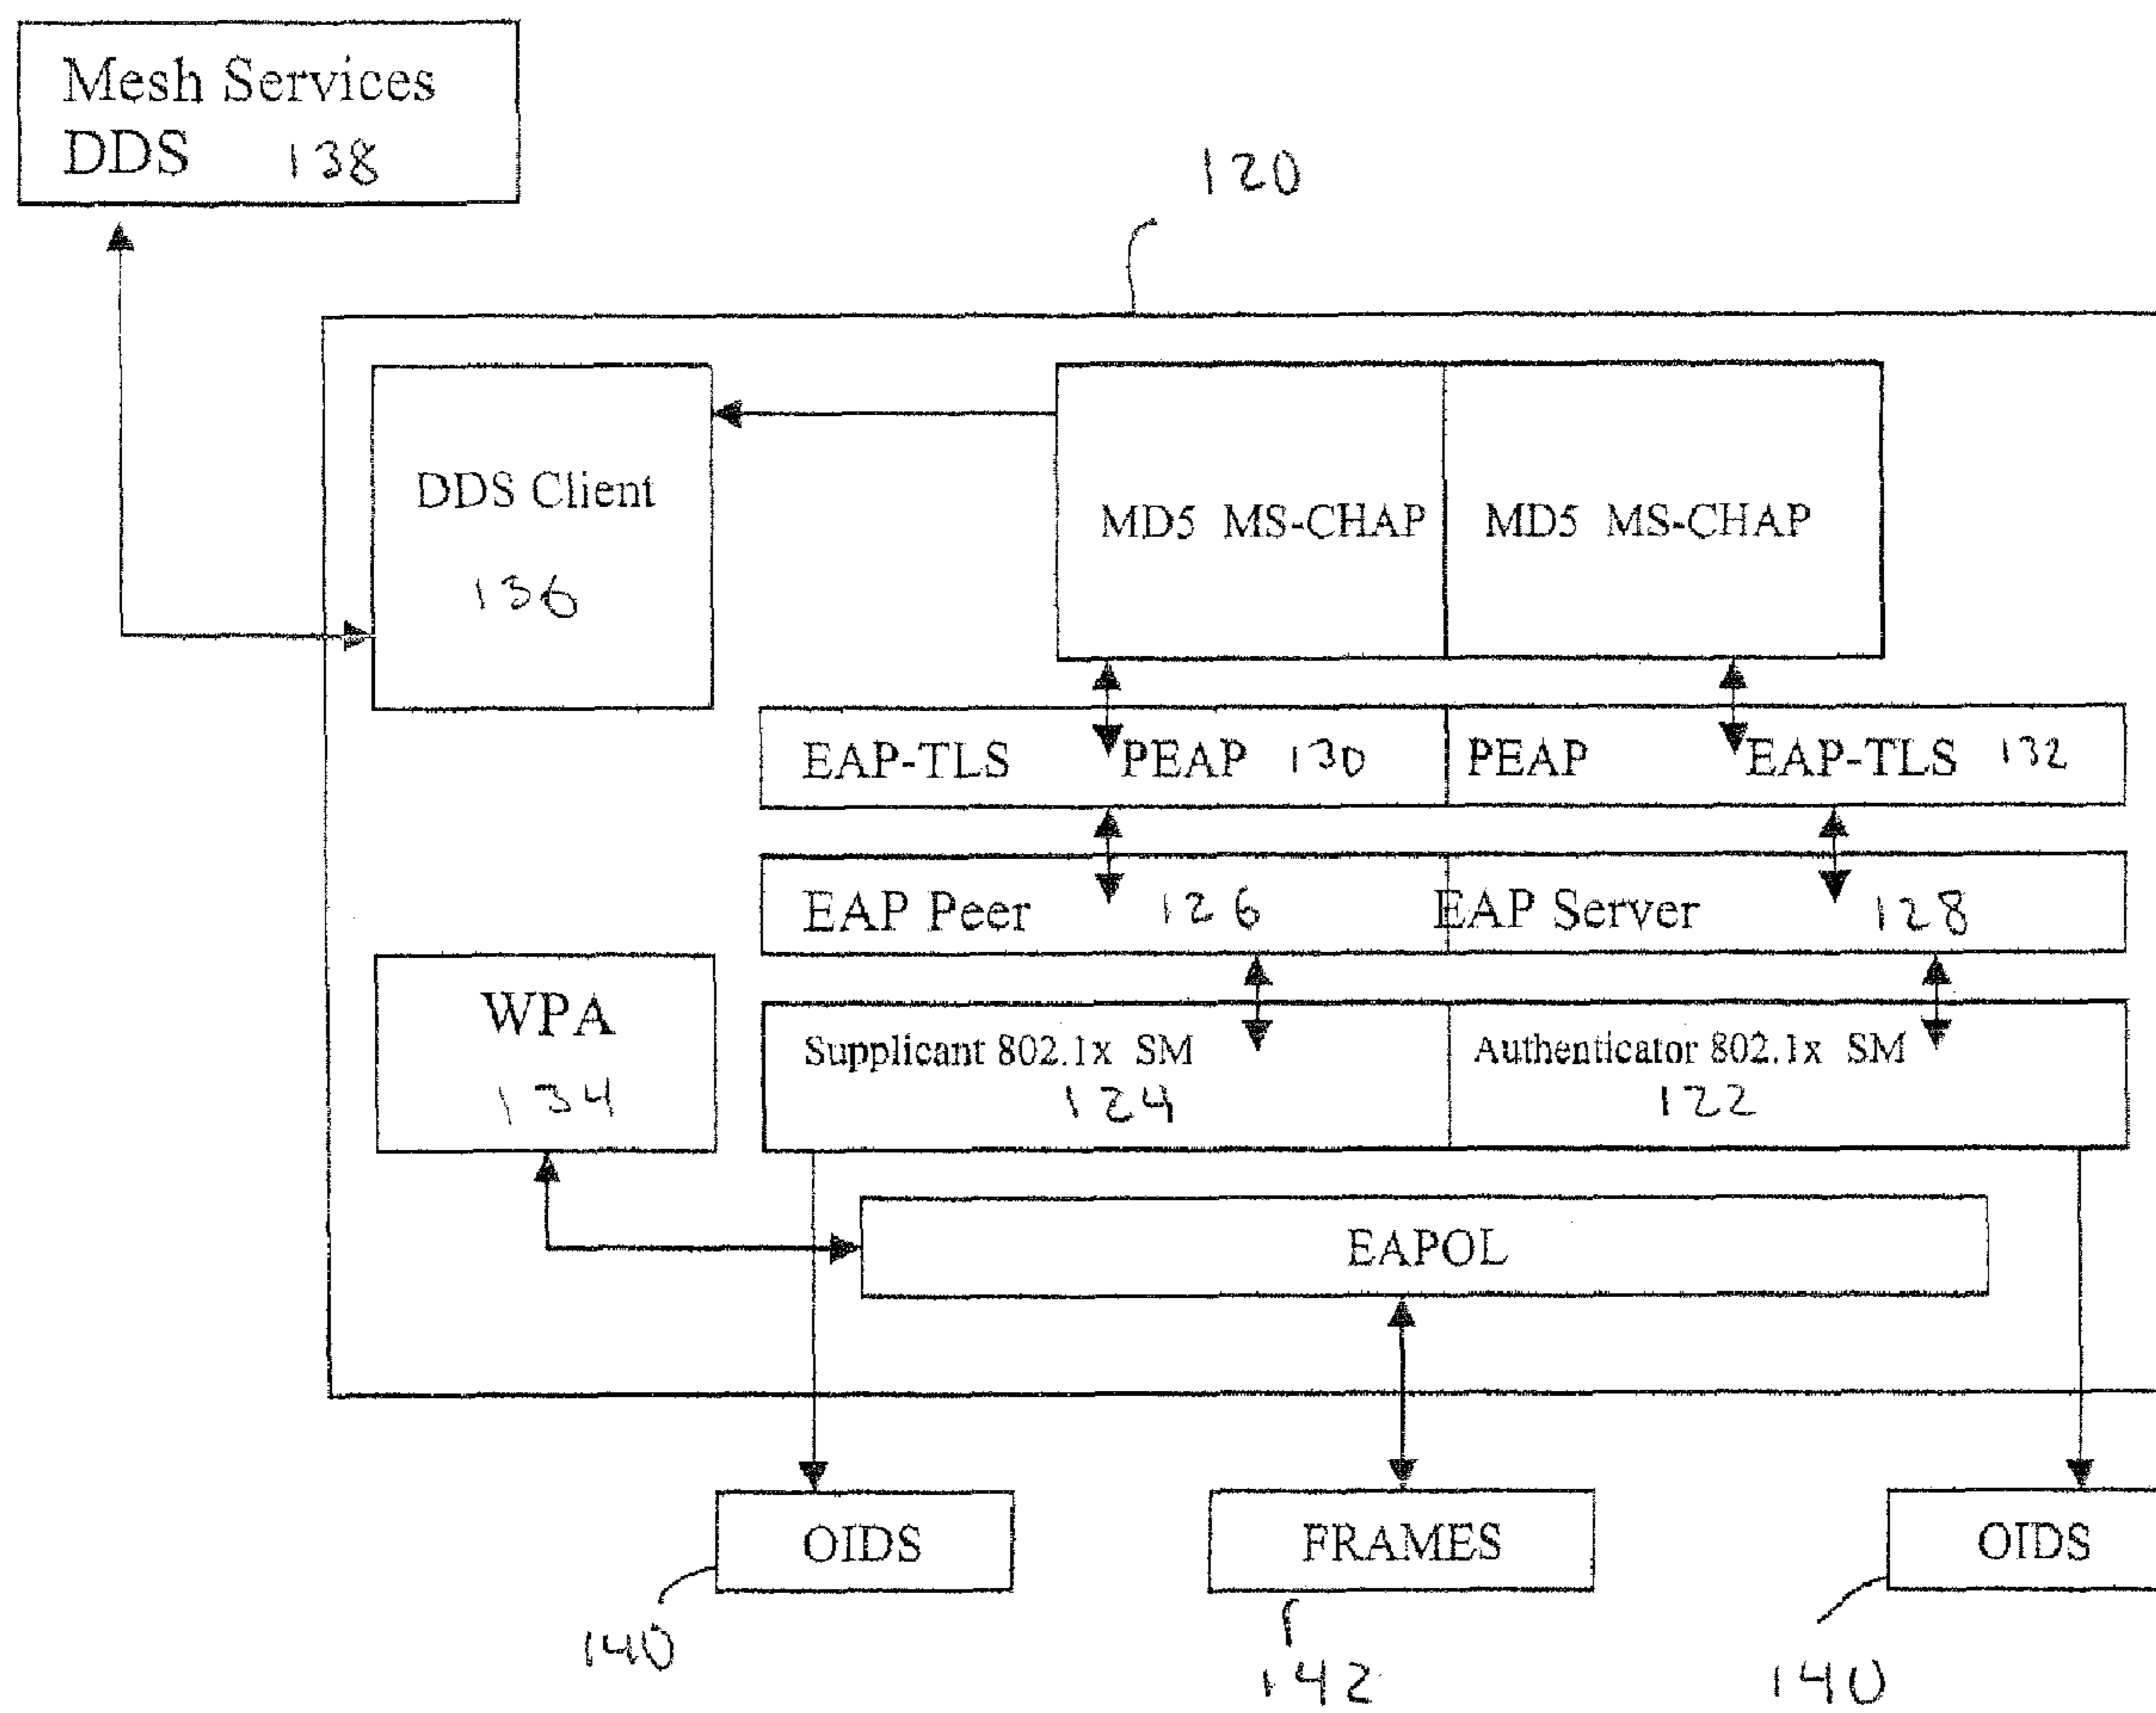 Mesh Services
DDS 138
120
DDS Client
136
MD5 MS-CHAP
MD5 MS-CHAP
EAP-TLS PEAP 130
PEAP EAP-TLS 132
EAP Peer 126
EAP Server 128
WPA
134
Supplicant 802.1x SM
124
Authenticator 802.1x SM
122
EAPOL
OIDS
FRAMES
OIDS
140
142
140